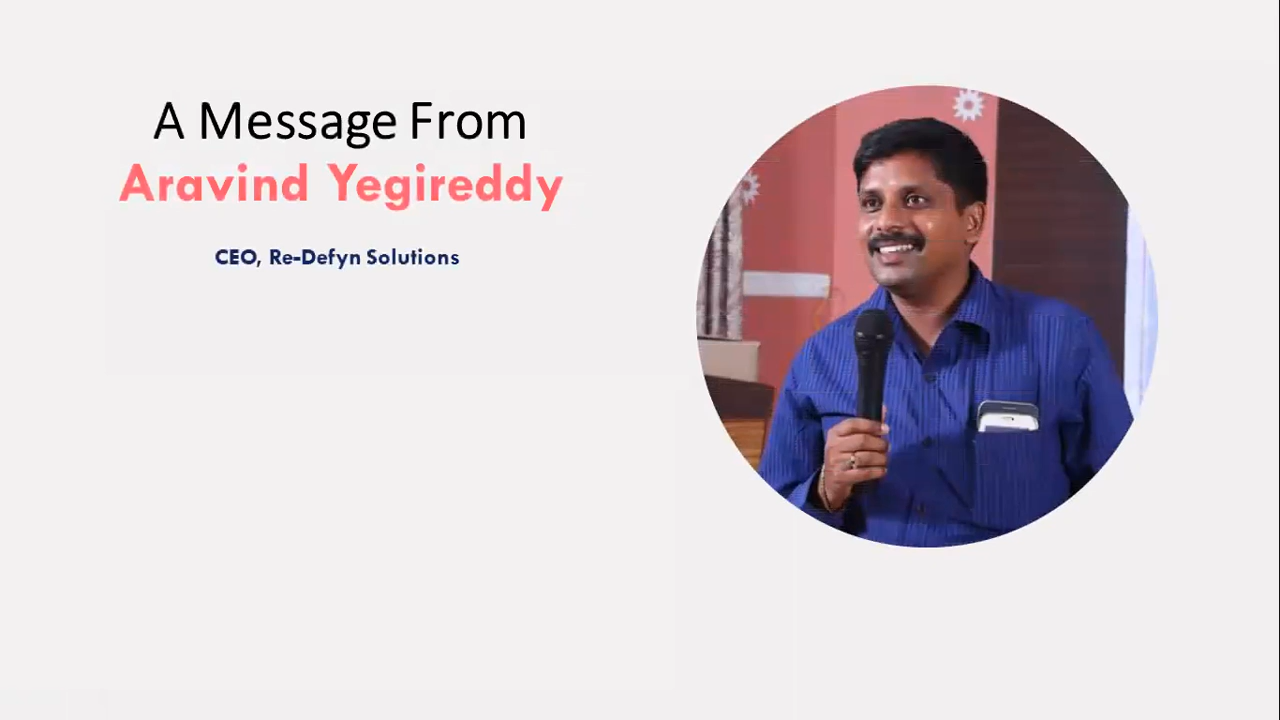 A Message From
Aravind Yegireddy
CEO, Re-Defyn Solutions